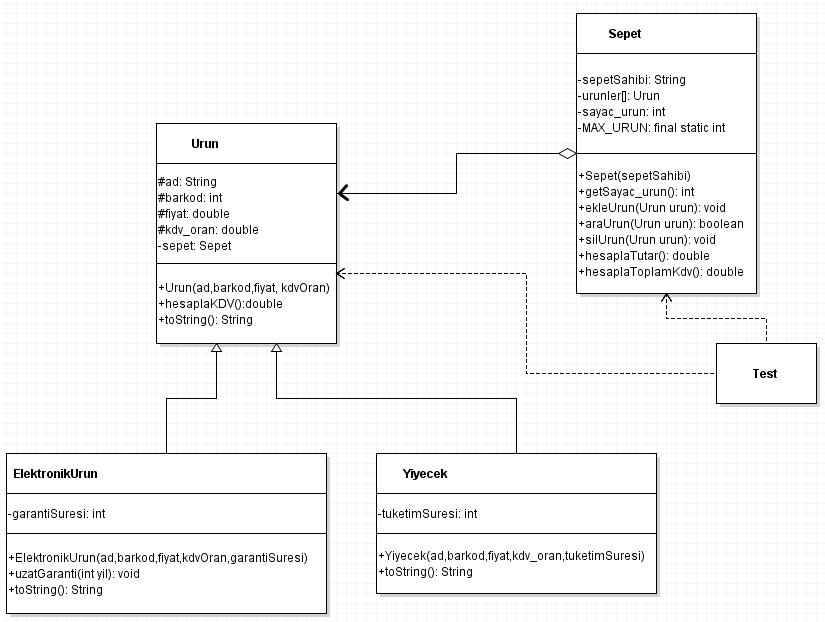 Sepet
-sepetSahibi: String
-urunler[]: Urun
-sayac_urun: int
-MAX_URUN: final static int
+Sepet(sepetSahibi)
+getSayac_urun(): int
+ekleUrun(Urun urun): void
+araUrun(Urun urun): boolean
+silUrun(Urun urun): void
+hesaplaTutar(): double
+hesaplaToplamKdv(): double
Urun
#ad: String
#barkod: int
#fiyat: double
#kdv_oran: double
-sepet: Sepet
+Urun(ad,barkod,fiyat, kdvOran)
+hesaplaKDV():double
+toString(): String
Test
ElektronikUrun
-garantiSuresi: int
+ElektronikUrun(ad,barkod,fiyat,kdvOran,garantiSuresi)
+uzatGaranti(int yil): void
+toString(): String
Yiyecek
-tuketimSuresi: int
+Yiyecek(ad,barkod,fiyat,kdv_oran,tuketimSuresi)
+toString(): String